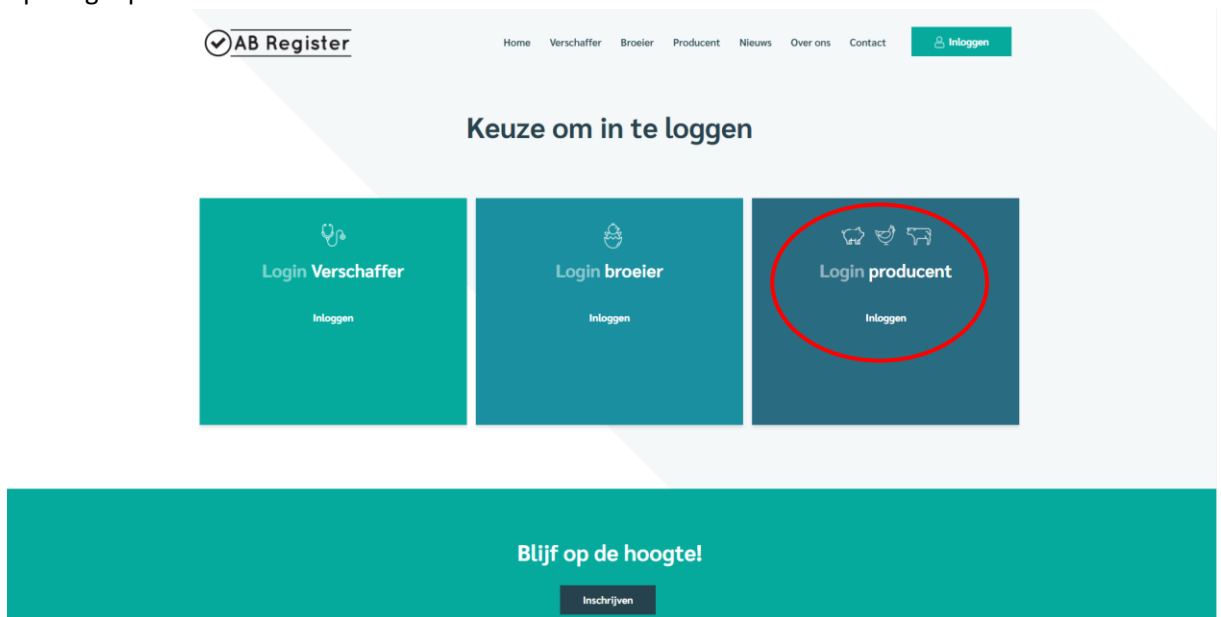 AB Register
Home Verschaffer Broeier Producent Nieuws Over ons Contact Inloggen
Keuze om in te loggen
Login Verschaffer Login broeier Login producent
Inloggen Inloggen Inloggen
Blijf op de hoogte!
Inschrijven